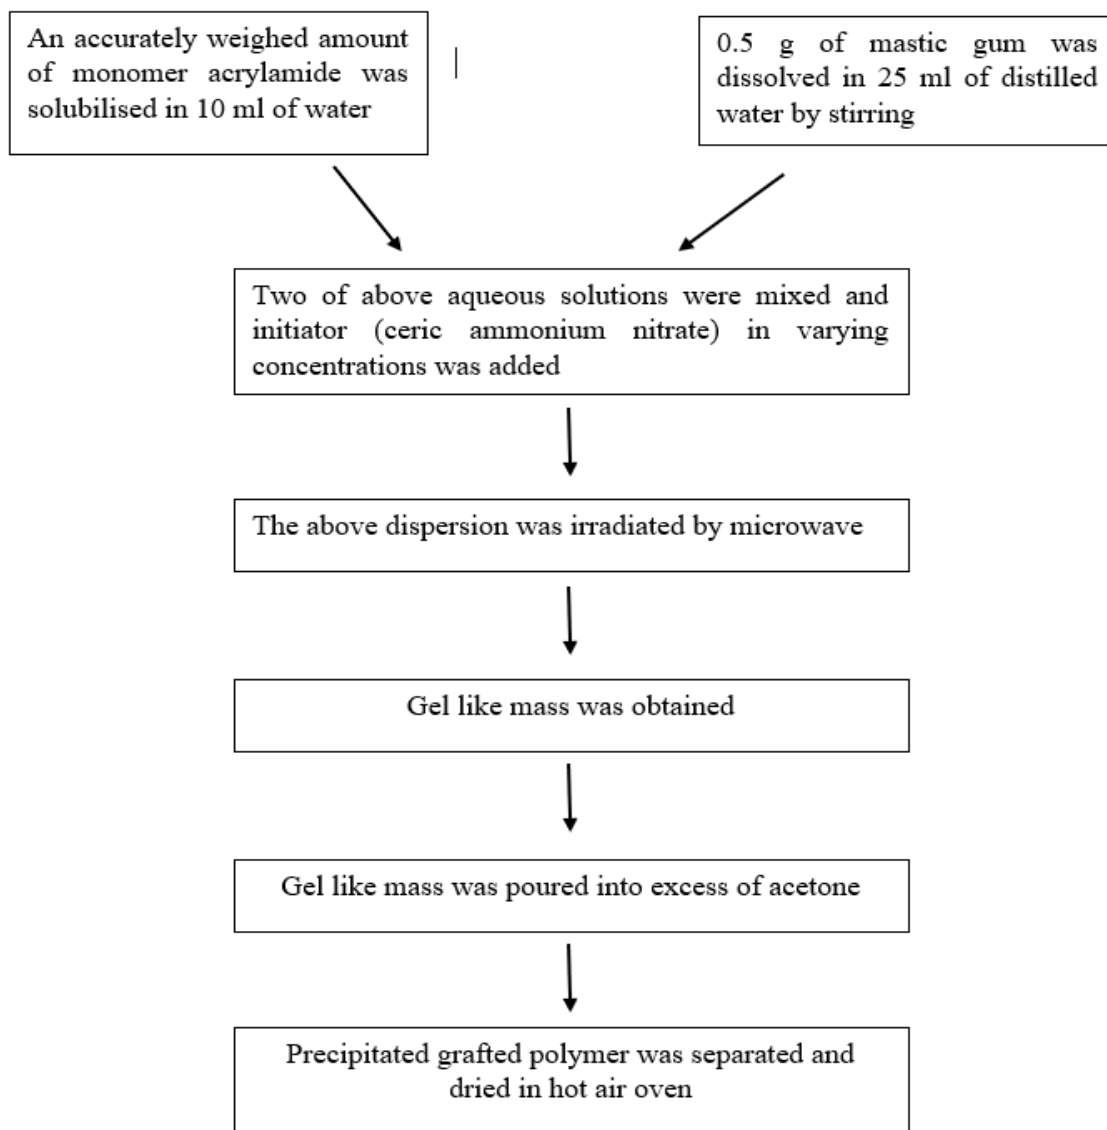 An accurately weighed amount
of monomer acrylamide was
solubilised in 10 ml of water
0.5 g of mastic gum was
dissolved in 25 ml of distilled
water by stirring
Two of above aqueous solutions were mixed and
initiator (ceric ammonium nitrate) in varying
concentrations was added
The above dispersion was irradiated by microwave
Gel like mass was obtained
Gel like mass was poured into excess of acetone
Precipitated grafted polymer was separated and
dried in hot air oven